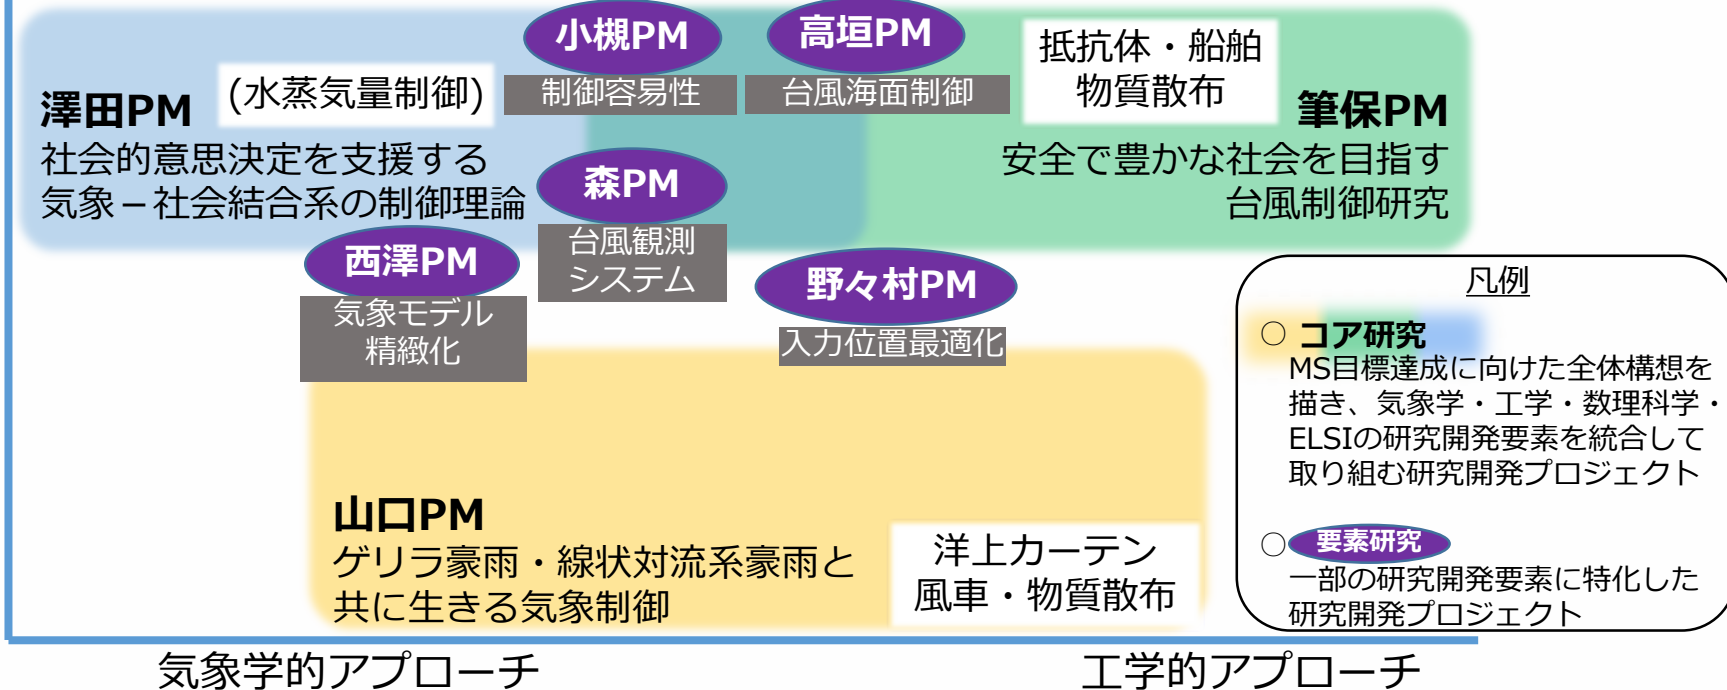 小槻PM
制御容易性
高垣PM
台風海面制御
抵抗体・船舶
物質散布
(水蒸気量制御)
澤田PM
社会的意思決定を支援する
気象－社会結合系の制御理論
筆保PM
安全で豊かな社会を目指す
台風制御研究
森PM
台風観測
システム
西澤PM
気象モデル
精緻化
野々村PM
入力位置最適化
山口PM
ゲリラ豪雨・線状対流系豪雨と
共に生きる気象制御
洋上カーテン
風車・物質散布
凡例
○ コア研究
MS目標達成に向けた全体構想を
描き、気象学・工学・数理科学・
ELSIの研究開発要素を統合して
取り組む研究開発プロジェクト
○ 要素研究
一部の研究開発要素に特化した
研究開発プロジェクト
気象学的アプローチ
工学的アプローチ